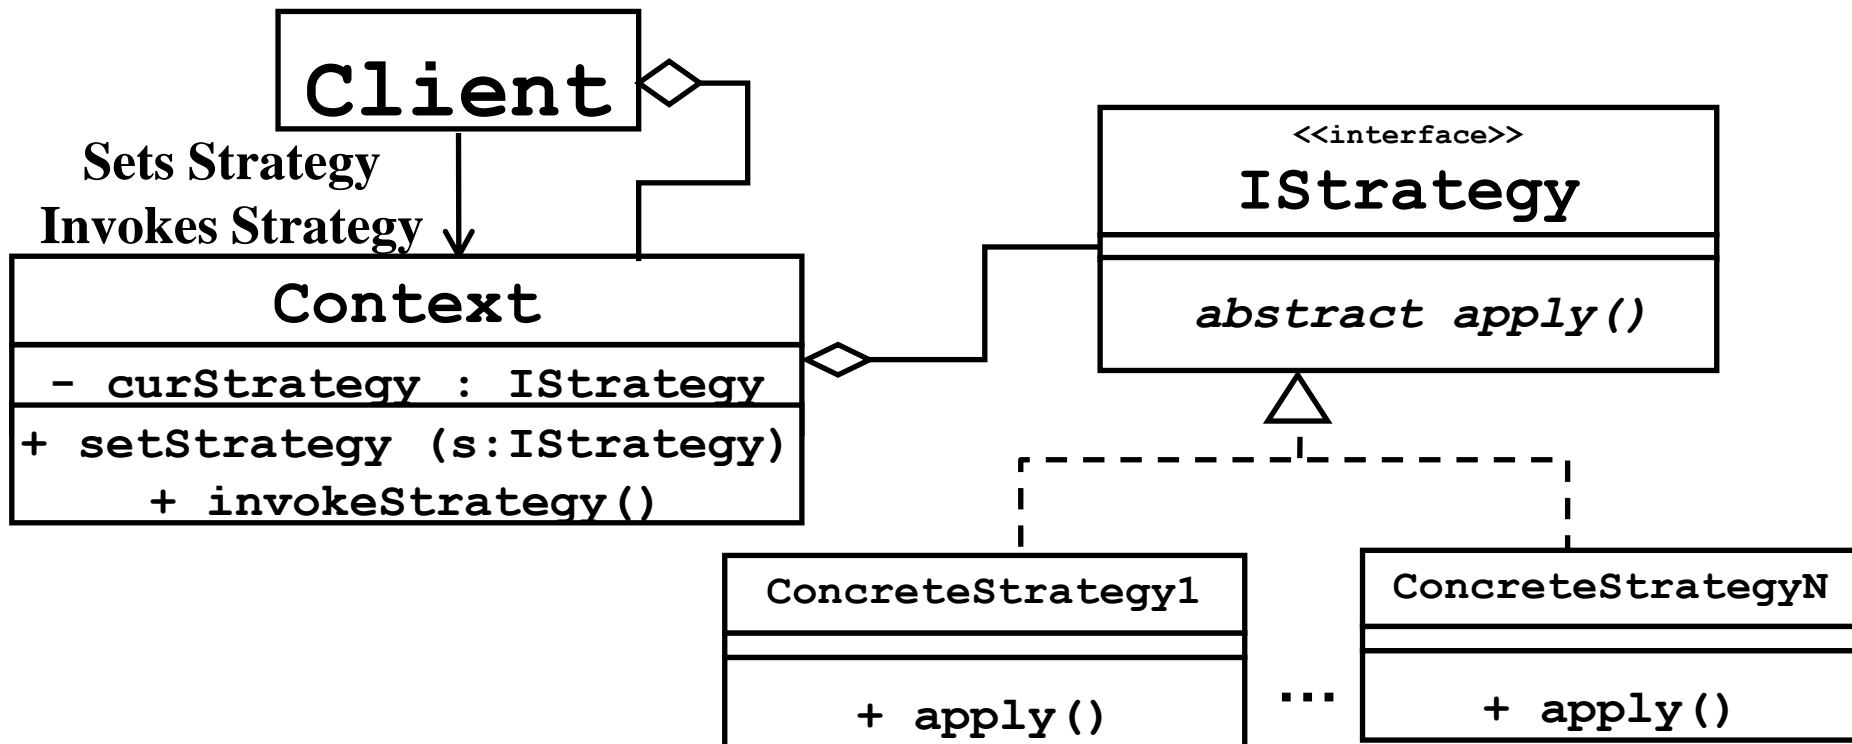 Client
Sets Strategy
Invokes Strategy
Context
- curStrategy : IStrategy
+ setStrategy (s:IStrategy)
+ invokeStrategy()
<<interface>>
IStrategy
abstract apply()
ConcreteStrategy1
+ apply()
...
ConcreteStrategyN
+ apply()